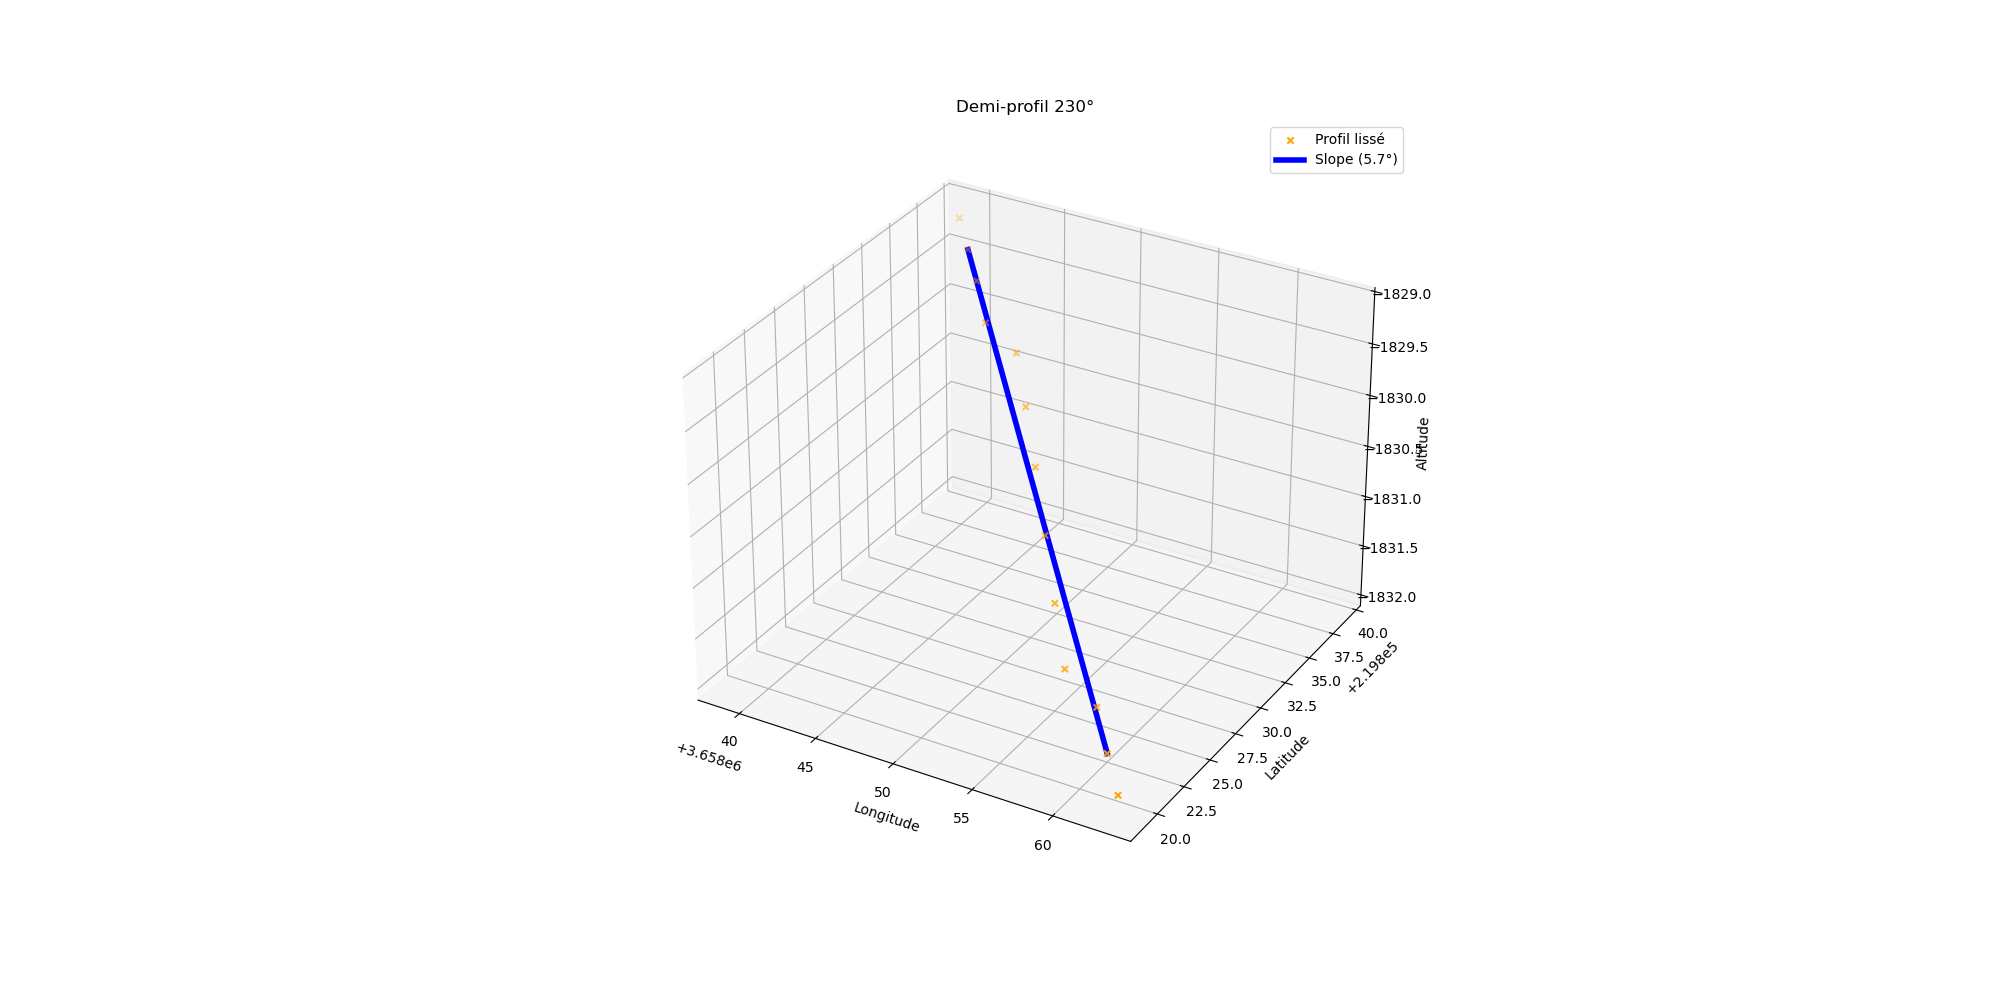 Demi-profil 230°
Profil lissé
Slope (5.7°)
−1829.0
−1829.5
−1830.0
−1830.5
−1831.0
−1831.5
−1832.0
Altitude
40.0
37.5
35.0
32.5
30.0
27.5
25.0
22.5
20.0
+2.198e5
Latitude
40
45
50
55
60
+3.658e6
Longitude